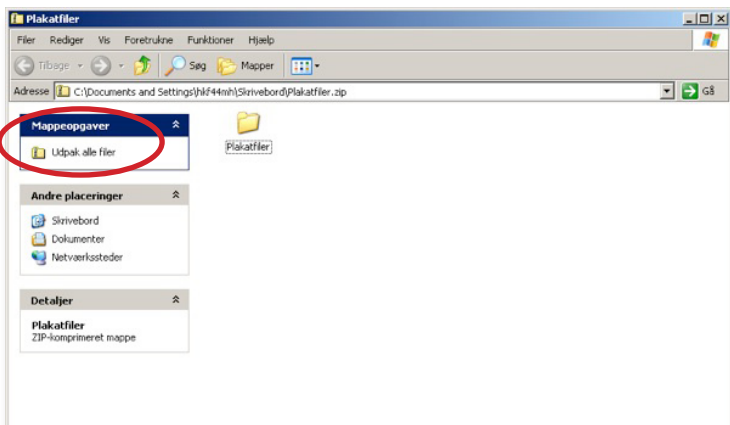 Plakatfiler
Filer Rediger Vis Foretrukne Funktioner Hjælp
Tilbage Søg Mapper
Adresse C:\Documents and Settings\hkf44mh\Skrivebord\Plakatfiler.zip Gå
Mappeopgaver
Udpak alle filer
Plakatfiler
Andre placeringer
Skrivebord
Dokumenter
Netværkssteder
Detaljer
Plakatfiler
ZIP-komprimeret mappe